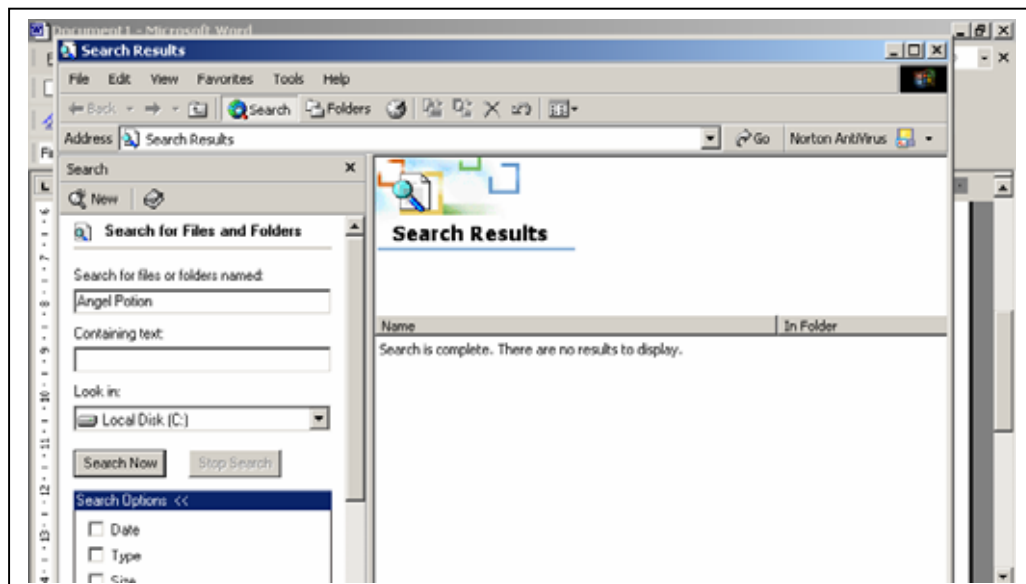 Document1 - Microsoft Word
Search Results
File Edit View Favorites Tools Help
Back Search Folders
Address Search Results Go Norton AntiVirus
Search
New
Search for Files and Folders
Search for files or folders named:
Angel Potion
Containing text:
Look in:
Local Disk (C:)
Search Now Stop Search
Search Options <<
Date
Type
Size
Search Results
Name In Folder
Search is complete. There are no results to display.